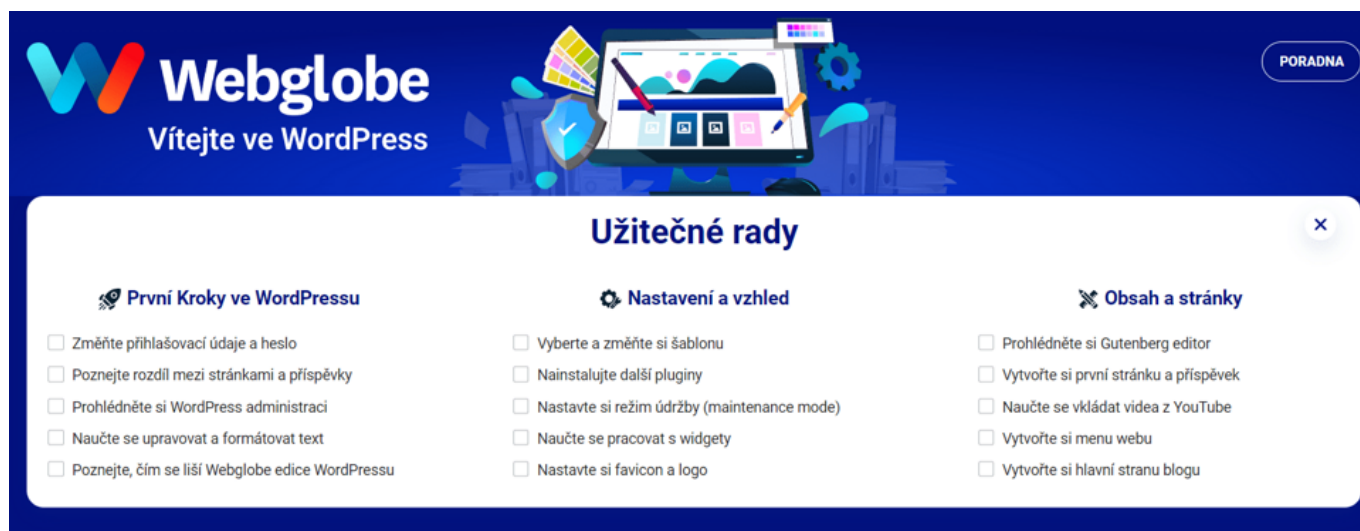 Webglobe
Vítejte ve WordPress
PORADNA
Užitečné rady
První Kroky ve WordPressu
Změňte přihlašovací údaje a heslo
Poznejte rozdíl mezi stránkami a příspěvky
Prohlédněte si WordPress administraci
Naučte se upravovat a formátovat text
Poznejte, čím se liší Webglobe edice WordPressu
Nastavení a vzhled
Vyberte a změňte si šablonu
Nainstalujte další pluginy
Nastavte si režim údržby (maintenance mode)
Naučte se pracovat s widgety
Nastavte si favicon a logo
Obsah a stránky
Prohlédněte si Gutenberg editor
Vytvořte si první stránku a příspěvek
Naučte se vkládat videa z YouTube
Vytvořte si menu webu
Vytvořte si hlavní stranu blogu